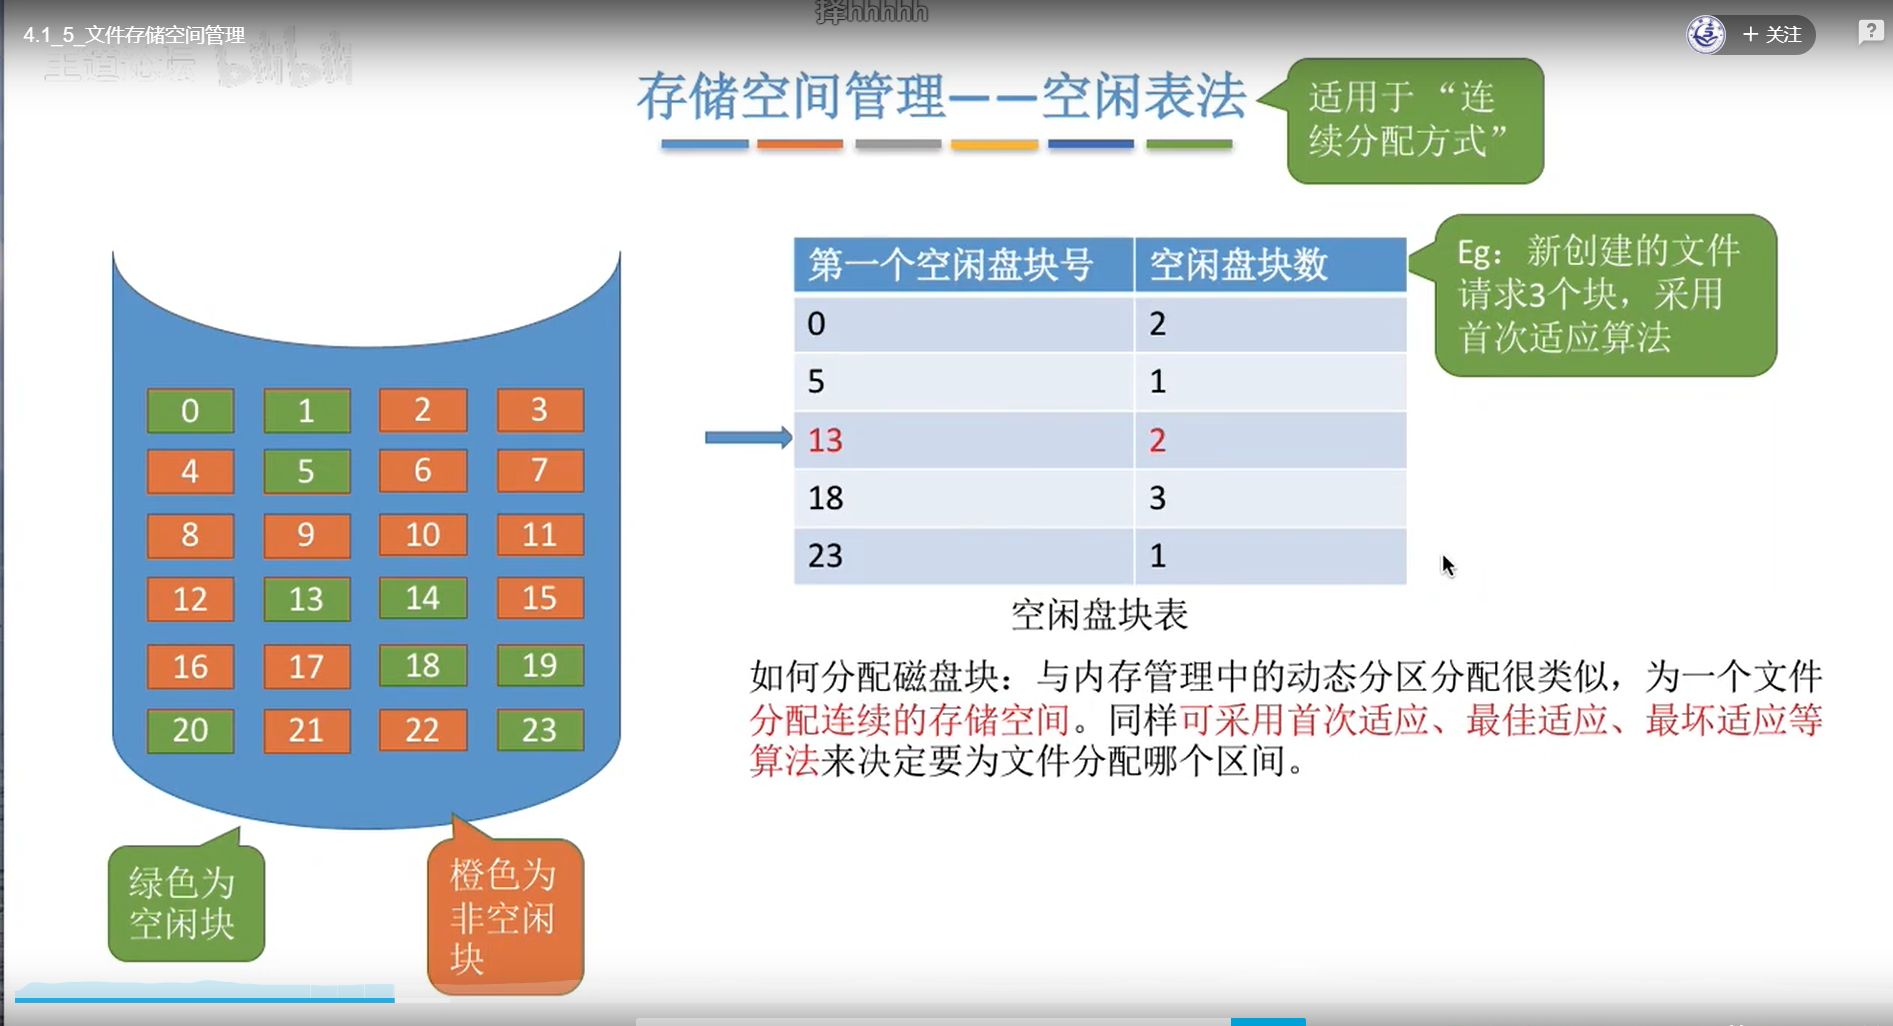 择hhhhh
4.1_5_文件存储空间管理
+ 关注
?
王道论坛 bilibili
存储空间管理——空闲表法
适用于 “连
续分配方式”
第一个空闲盘块号 空闲盘块数
0 2
5 1
13 2
18 3
23 1
空闲盘块表
Eg：新创建的文件
请求3个块，采用
首次适应算法
0 1 2 3
4 5 6 7
8 9 10 11
12 13 14 15
16 17 18 19
20 21 22 23
如何分配磁盘块：与内存管理中的动态分区分配很类似，为一个文件
分配连续的存储空间。同样可采用首次适应、最佳适应、最坏适应等
算法来决定要为文件分配哪个区间。
绿色为
空闲块
橙色为
非空闲
块